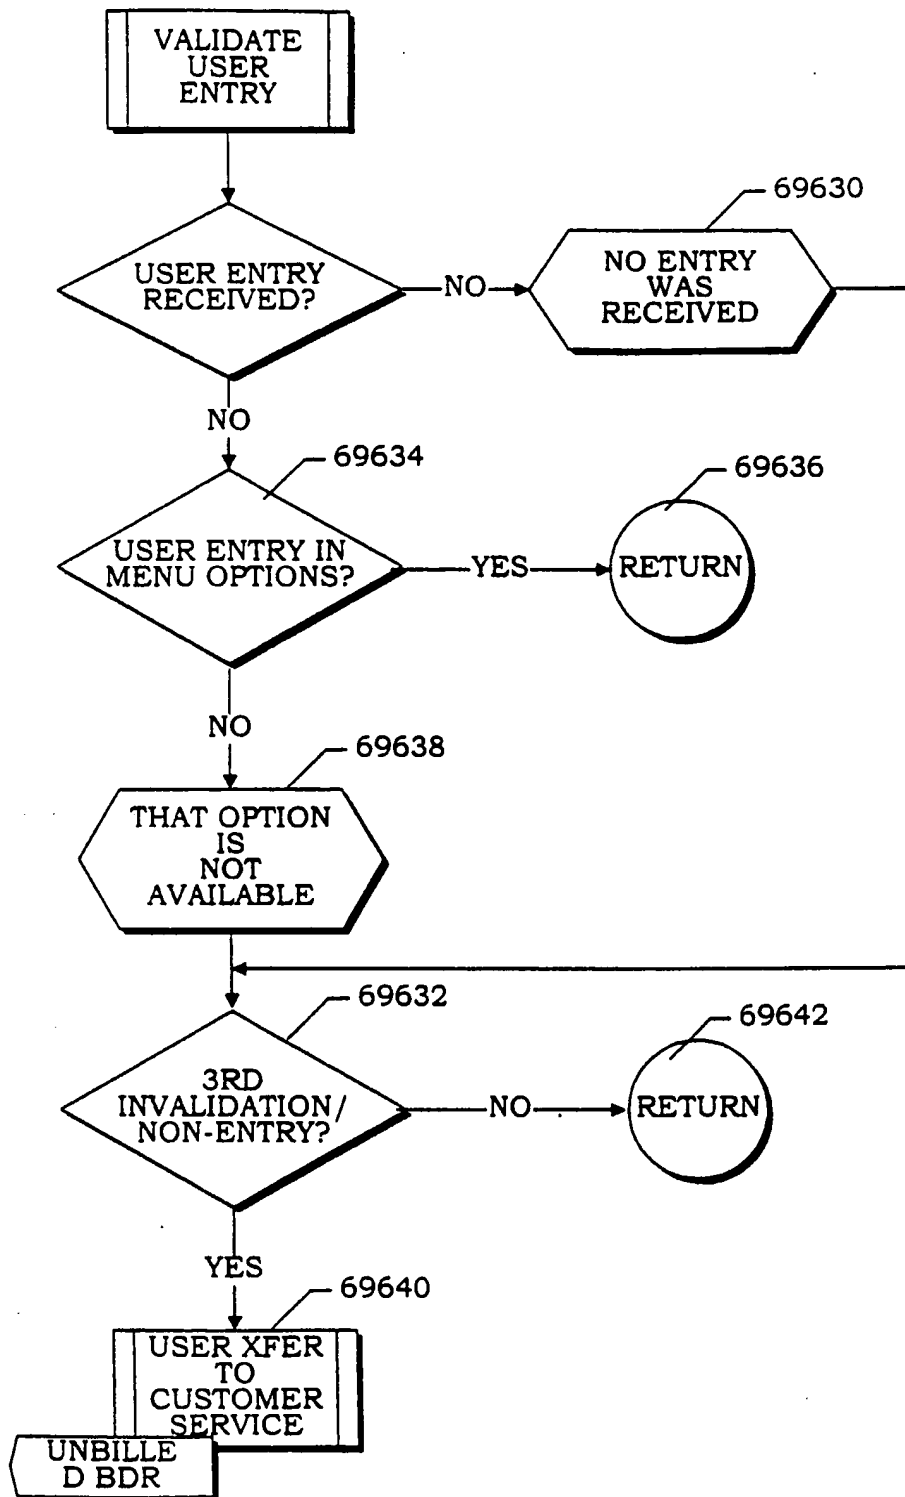 VALIDATE
USER
ENTRY
69630
USER ENTRY
RECEIVED?
NO
NO ENTRY
WAS
RECEIVED
NO
69634
69636
USER ENTRY IN
MENU OPTIONS?
YES
RETURN
NO
69638
THAT OPTION
IS
NOT
AVAILABLE
69632
69642
3RD
INVALIDATION/
NON-ENTRY?
NO
RETURN
YES
69640
USER XFER
TO
CUSTOMER
SERVICE
UNBILLE
D BDR